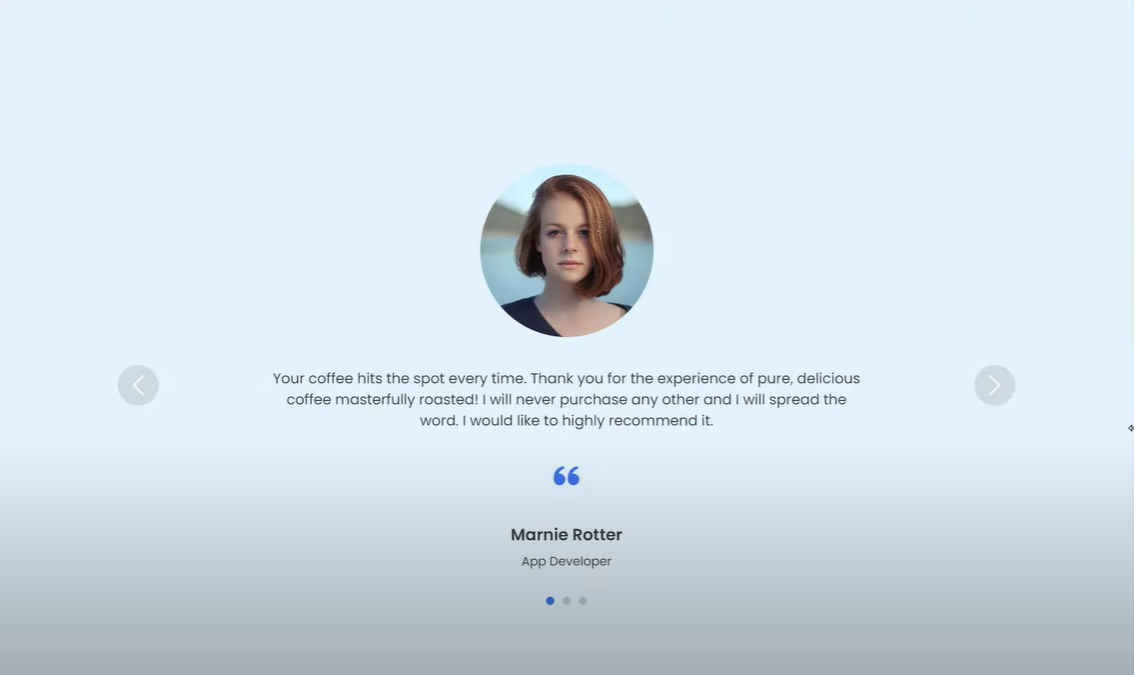 Your coffee hits the spot every time. Thank you for the experience of pure, delicious
coffee masterfully roasted! I will never purchase any other and I will spread the
word. I would like to highly recommend it.
“
Marnie Rotter
App Developer